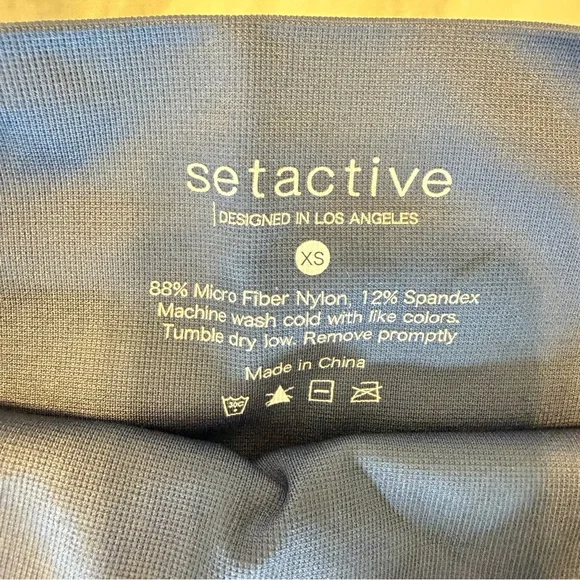 setactive
DESIGNED IN LOS ANGELES
XS
88% Micro Fiber Nylon, 12% Spandex
Machine wash cold with like colors.
Tumble dry low. Remove promptly
Made in China
30C